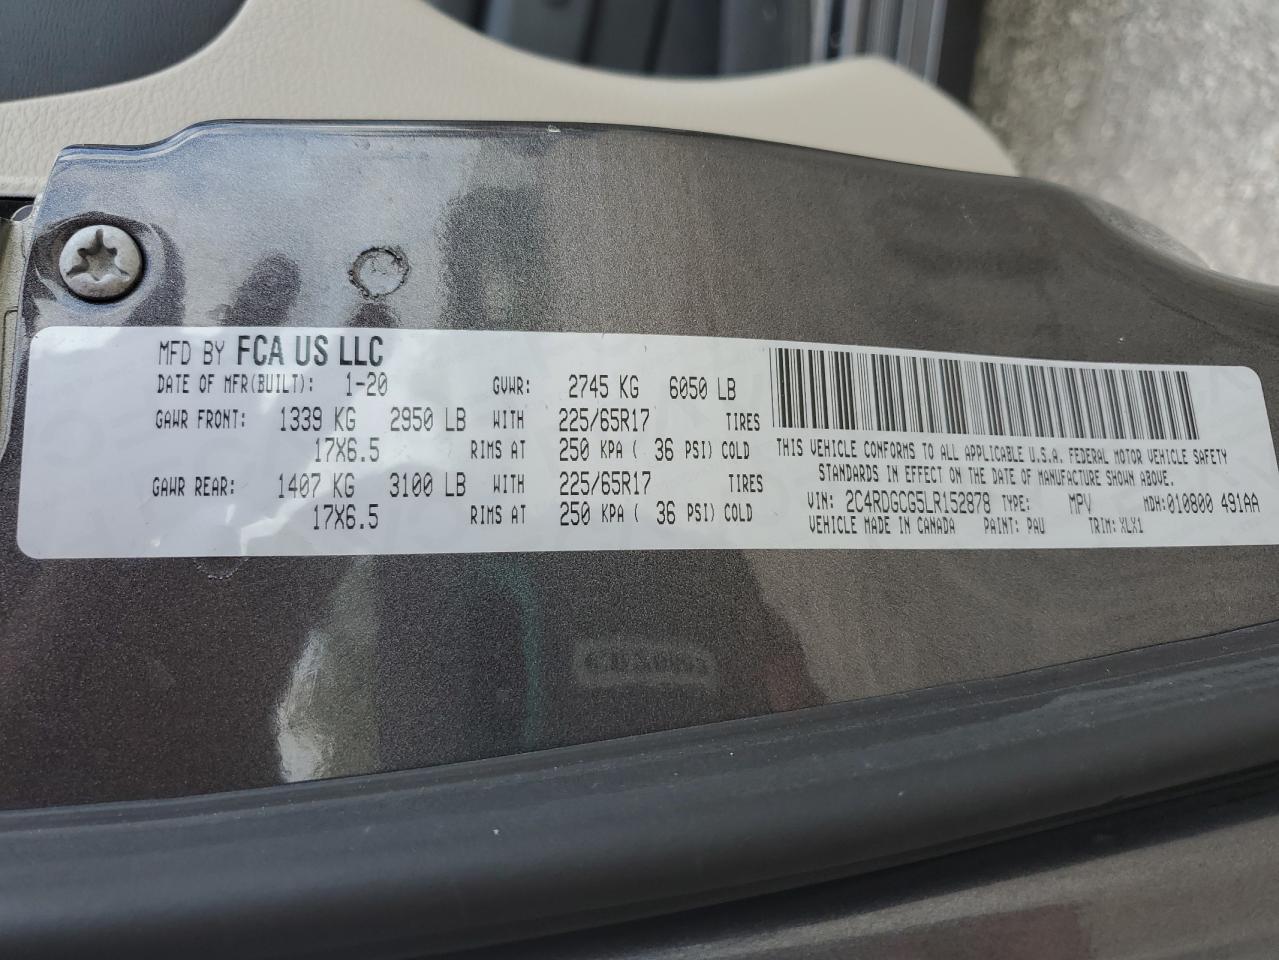 MFD BY FCA US LLC
DATE OF MFR(BUILT): 1-20 GVWR: 2745 KG 6050 LB
GAWR FRONT: 1339 KG 2950 LB WITH 225/65R17 TIRES
17X6.5 RIMS AT 250 KPA ( 36 PSI) COLD
GAWR REAR: 1407 KG 3100 LB WITH 225/65R17 TIRES
17X6.5 RIMS AT 250 KPA ( 36 PSI) COLD
THIS VEHICLE CONFORMS TO ALL APPLICABLE U.S.A. FEDERAL MOTOR VEHICLE SAFETY
STANDARDS IN EFFECT ON THE DATE OF MANUFACTURE SHOWN ABOVE.
VIN: 2C4RDGCG5LR152878 TYPE: MPV MDH:010800 491AA
VEHICLE MADE IN CANADA PAINT: PAU TRIM: XLX1